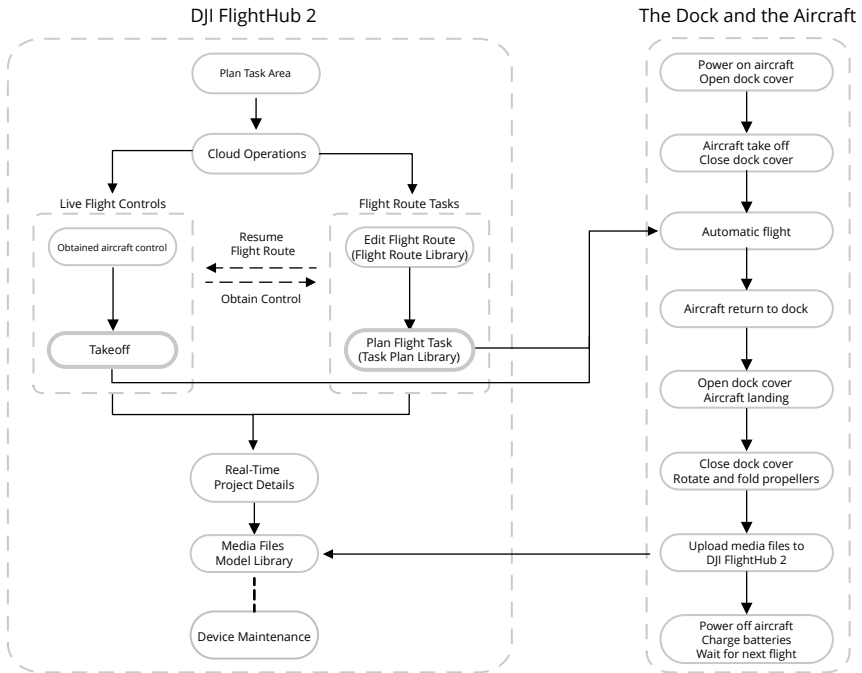 DJI FlightHub 2
Plan Task Area
Cloud Operations
Live Flight Controls
Obtained aircraft control
Takeoff
Resume
Flight Route
Obtain Control
Flight Route Tasks
Edit Flight Route
(Flight Route Library)
Plan Flight Task
(Task Plan Library)
Real-Time
Project Details
Media Files
Model Library
Device Maintenance
The Dock and the Aircraft
Power on aircraft
Open dock cover
Aircraft take off
Close dock cover
Automatic flight
Aircraft return to dock
Open dock cover
Aircraft landing
Close dock cover
Rotate and fold propellers
Upload media files to
DJI FlightHub 2
Power off aircraft
Charge batteries
Wait for next flight